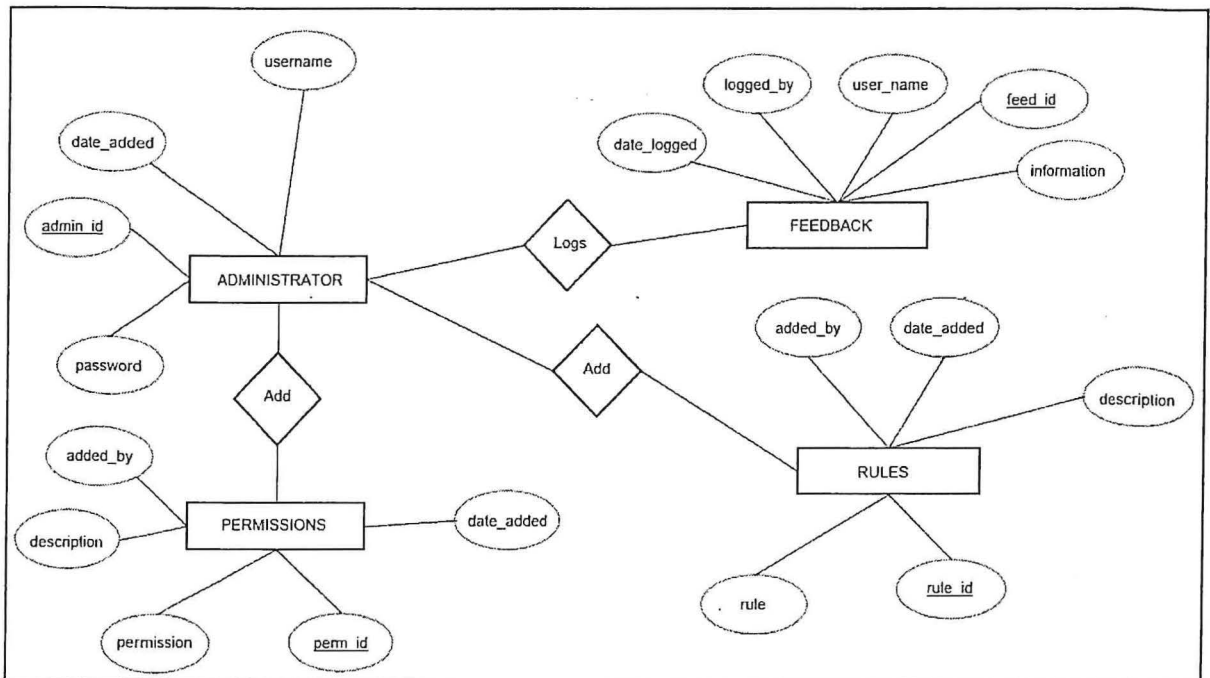 username
logged_by
user_name
feed_id
date_added
date_logged
information
admin_id
FEEDBACK
Logs
ADMINISTRATOR
added_by
date_added
password
Add
Add
description
added_by
RULES
PERMISSIONS
date_added
description
rule
rule_id
permission
perm_id